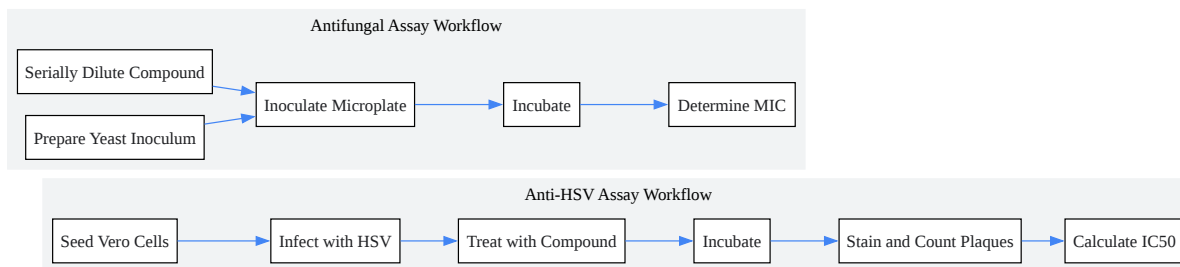 Antifungal Assay Workflow
Serially Dilute Compound
Prepare Yeast Inoculum
Inoculate Microplate
Incubate
Determine MIC
Anti-HSV Assay Workflow
Seed Vero Cells
Infect with HSV
Treat with Compound
Incubate
Stain and Count Plaques
Calculate IC50